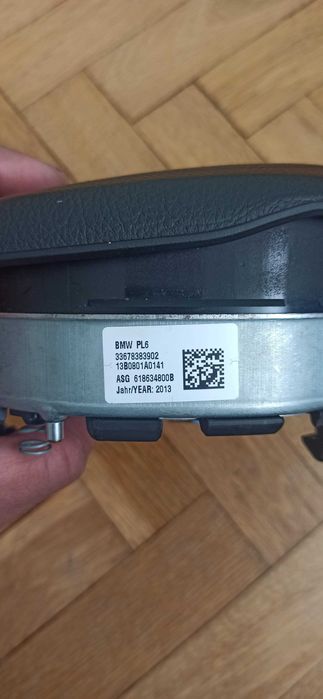 BMW PL6
33678383902
13B0801A0141
ASG 618634800B
Jahr/YEAR: 2013